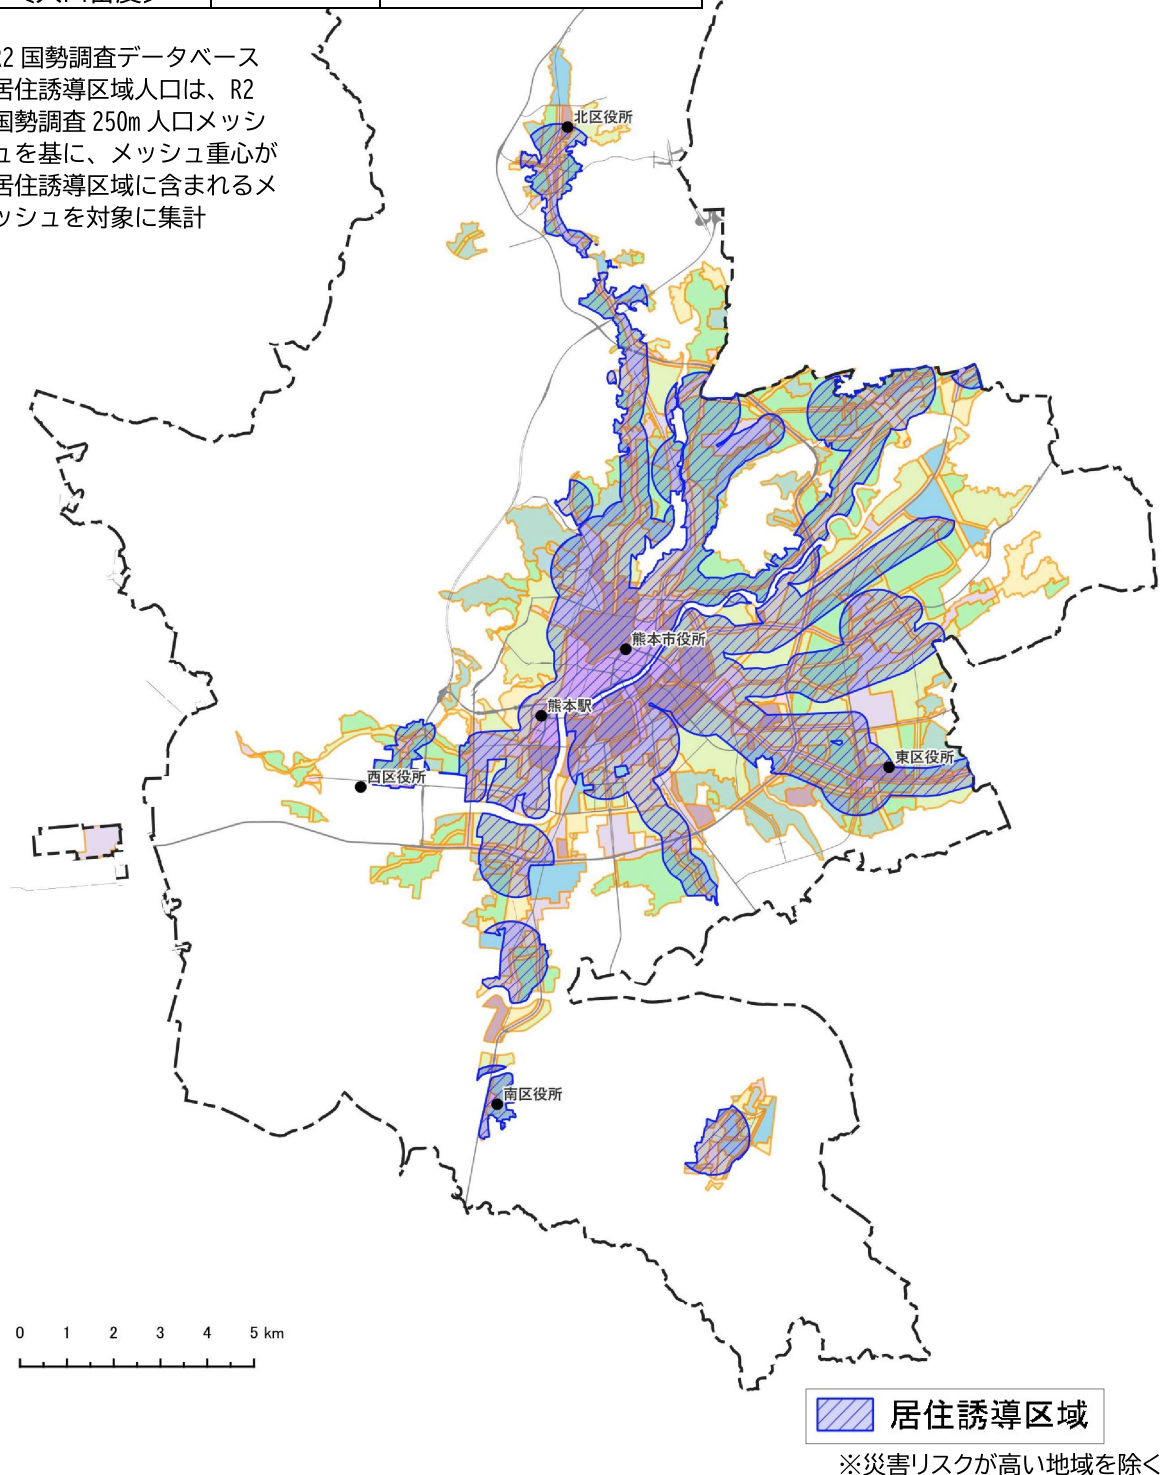 国勢調査データベース
居住誘導区域人口は、R2
国勢調査 250m 人口メッシ
ュを基に、メッシュ重心が
居住誘導区域に含まれるメ
ッシュを対象に集計
北区役所
熊本市役所
熊本駅
西区役所
東区役所
南区役所
0 1 2 3 4 5 km
居住誘導区域
※災害リスクが高い地域を除く